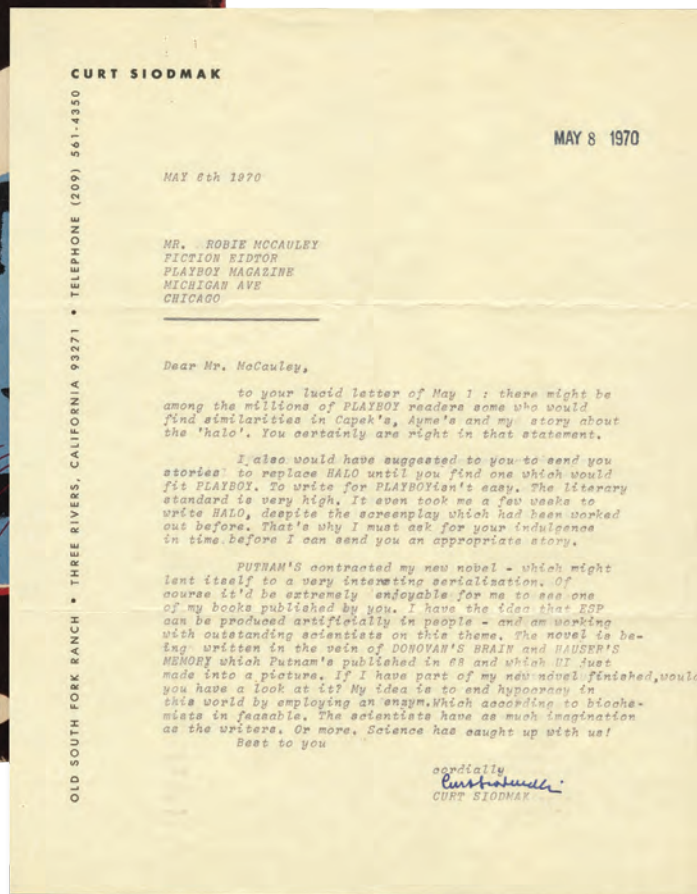 CURT SIODMAK
OLD SOUTH FORK RANCH • THREE RIVERS, CALIFORNIA 93271 • TELEPHONE (209) 561-4350
MAY 8 1970
MAY 6th 1970
MR. ROBIE MCCAULEY
FICTION EIDTOR
PLAYBOY MAGAZINE
MICHIGAN AVE
CHICAGO
Dear Mr. McCauley,
to your lucid letter of May 1 : there might be
among the millions of PLAYBOY readers some who would
find similarities in Capek's, Ayme's and my story about
the 'halo'. You certainly are right in that statement.
I also would have suggested to you to send you
stories to replace HALO until you find one which would
fit PLAYBOY. To write for PLAYBOYisn't easy. The literary
standard is very high. It even took me a few weeks to
write HALO, despite the screenplay which had been worked
out before. That's why I must ask for your indulgence
in time before I can send you an appropriate story.
PUTNAM'S contracted my new novel - which might
lent itself to a very interesting serialization. Of
course it'd be extremely enjoyable for me to see one
of my books published by you. I have the idea that ESP
can be produced artificially in people - and am working
with outstanding scientists on this theme. The novel is be-
ing written in the vein of DONOVAN'S BRAIN and HAUSER'S
MEMORY which Putnam's published in 68 and which UI just
made into a picture. If I have part of my new novel finished,would
you have a look at it? My idea is to end hypocracy in
this world by employing an enzym.Which according to bioche-
mists in feasable. The scientists have as much imagination
as the writers. Or more. Science has caught up with us!
Best to you
cordially
Curt Siodmak
CURT SIODMAK